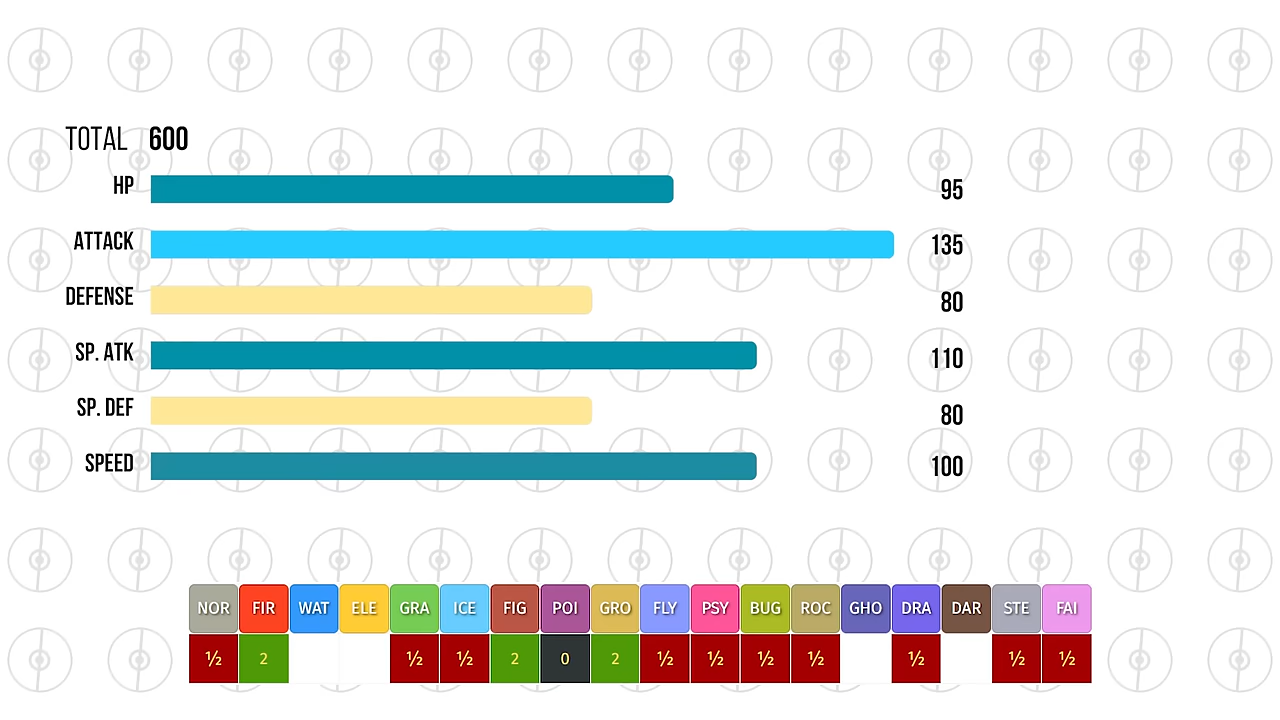 TOTAL 600
HP 95
ATTACK 135
DEFENSE 80
SP. ATK 110
SP. DEF 80
SPEED 100
NOR FIR WAT ELE GRA ICE FIG POI GRO FLY PSY BUG ROC GHO DRA DAR STE FAI
½ 2 ½ ½ 2 0 2 ½ ½ ½ ½ ½ ½ ½